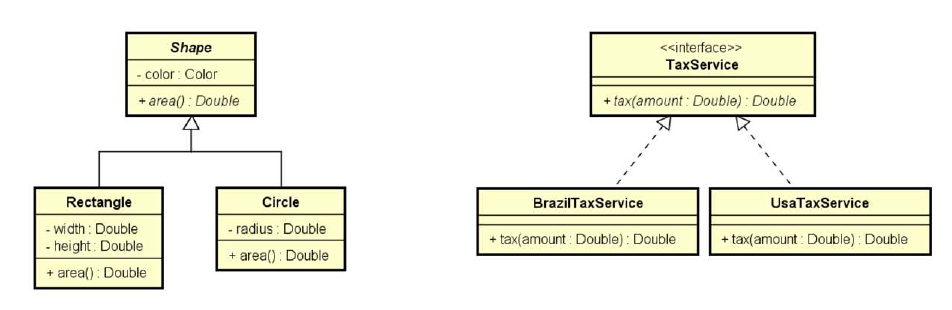 Shape
- color : Color
+ area() : Double
Rectangle
- width : Double
- height : Double
+ area() : Double
Circle
- radius : Double
+ area() : Double
<<interface>>
TaxService
+ tax(amount : Double) : Double
BrazilTaxService
+ tax(amount : Double) : Double
UsaTaxService
+ tax(amount : Double) : Double